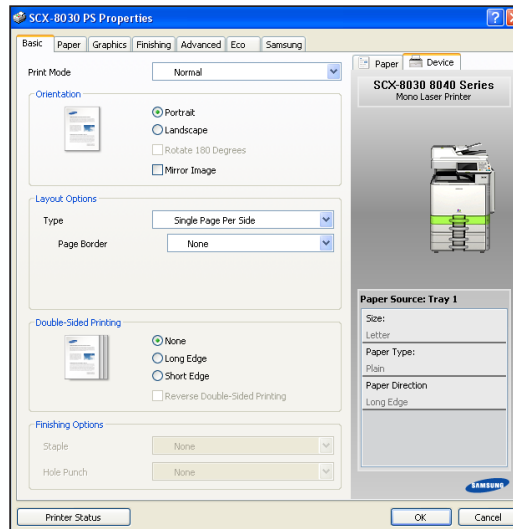 SCX-8030 PS Properties
Basic Paper Graphics Finishing Advanced Eco Samsung
Print Mode Normal
Orientation
Portrait
Landscape
Rotate 180 Degrees
Mirror Image
Layout Options
Type Single Page Per Side
Page Border None
Double-Sided Printing
None
Long Edge
Short Edge
Reverse Double-Sided Printing
Finishing Options
Staple None
Hole Punch None
Printer Status
Paper Device
SCX-8030 8040 Series
Mono Laser Printer
Paper Source: Tray 1
Size:
Letter
Paper Type:
Plain
Paper Direction
Long Edge
SAMSUNG
OK Cancel